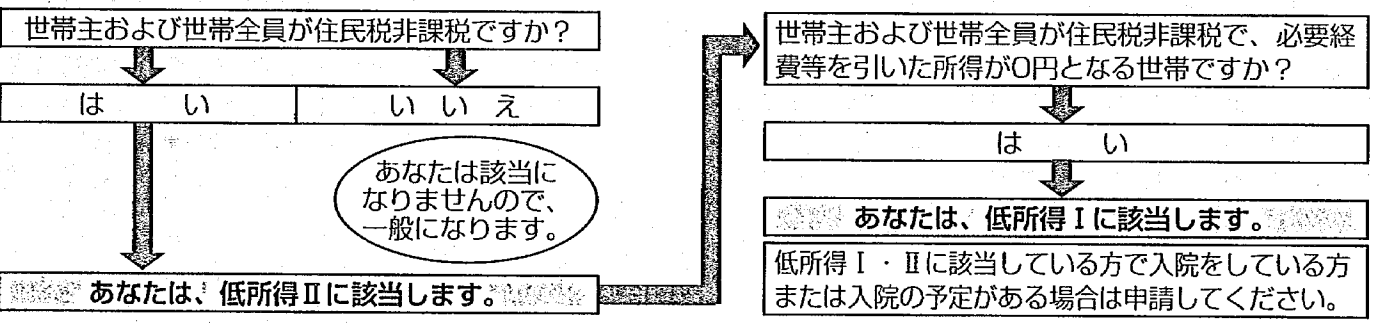 世帯主および世帯全員が住民税非課税ですか？
はい
いいえ
あなたは該当に
なりませんので、
一般になります。
あなたは、低所得Ⅱに該当します。
世帯主および世帯全員が住民税非課税で、必要経
費等を引いた所得が0円となる世帯ですか？
はい
あなたは、低所得Ⅰに該当します。
低所得Ⅰ・Ⅱに該当している方で入院をしている方
または入院の予定がある場合は申請してください。